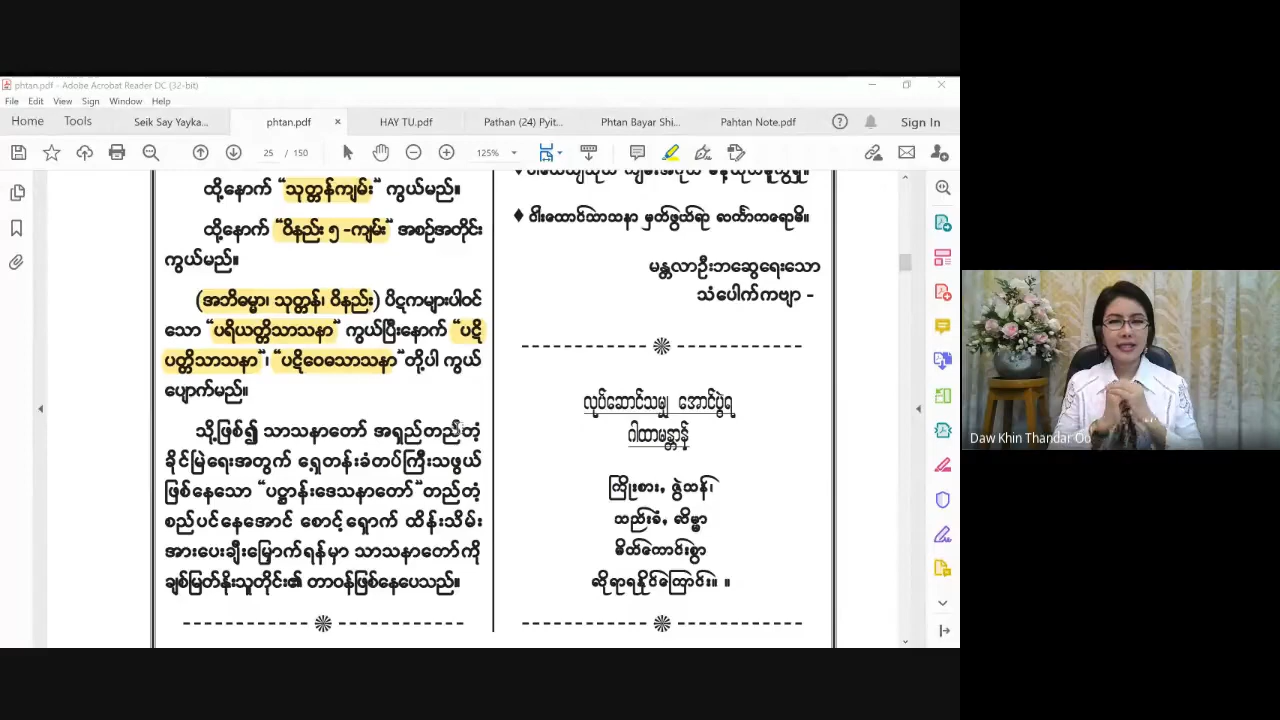 phtan.pdf - Adobe Acrobat Reader DC (32-bit)
File Edit View Sign Window Help
Home Tools Seik Say Yayka... phtan.pdf × HAY TU.pdf Pathan (24) Pyit... Phtan Bayar Shi... Pahtan Note.pdf Sign In
25 / 150 125%
ထို့နောက် “သုတ္တန်ကျမ်း” ကွယ်မည်။
ထို့နောက် “ဝိနည်း ၅ -ကျမ်း” အစဉ်အတိုင်း
ကွယ်မည်။
(အဘိဓမ္မာ၊ သုတ္တန်၊ ဝိနည်း) ပိဋကများပါဝင်
သော “ပရိယတ္တိသာသနာ” ကွယ်ပြီးနောက် “ပဋိ
ပတ္တိသာသနာ”၊ “ပဋိဝေဓသာသနာ”တို့ပါ ကွယ်
ပျောက်မည်။
သို့ဖြစ်၍ သာသနာတော် အရှည်တည်တံ့
ခိုင်မြဲရေးအတွက် ရှေ့တန်းခံတပ်ကြီးသဖွယ်
ဖြစ်နေသော “ပဋ္ဌာန်းဒေသနာတော်”တည်တံ့
စည်ပင်နေအောင် စောင့်ရှောက် ထိန်းသိမ်း
အားပေးချီးမြှောက်ရန်မှာ သာသနာတော်ကို
ချစ်မြတ်နိုးသူတိုင်း၏ တာဝန်ဖြစ်နေပေသည်။
♦ ဝါးထောင်သာသနာ မှတ်ဖွယ်ရာ
မန္တလာဦးဘဆွေရေးသော
သံပေါက်ကဗျာ -
လုပ်ဆောင်သမျှ အောင်ပွဲရ
ဂါထာမန္တာန်
ကြိုးစား, ဇွဲသန်၊
သည်းခံ, လိမ္မာ
စိတ်ကောင်းစွာ
လိုရာရနိုင်ကြောင်း။ ။
Daw Khin Thandar Oo